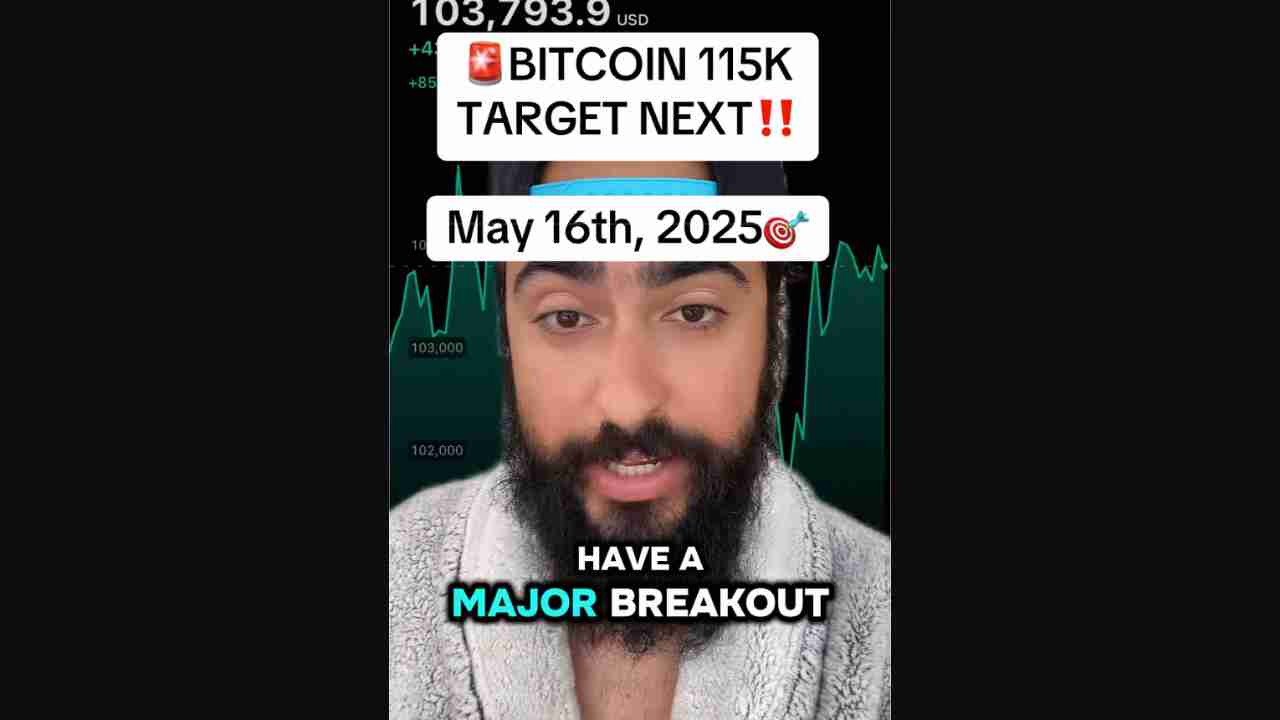 103,793.9 USD
🚨BITCOIN 115K
TARGET NEXT‼️
May 16th, 2025🎯
103,000
102,000
HAVE A
MAJOR BREAKOUT